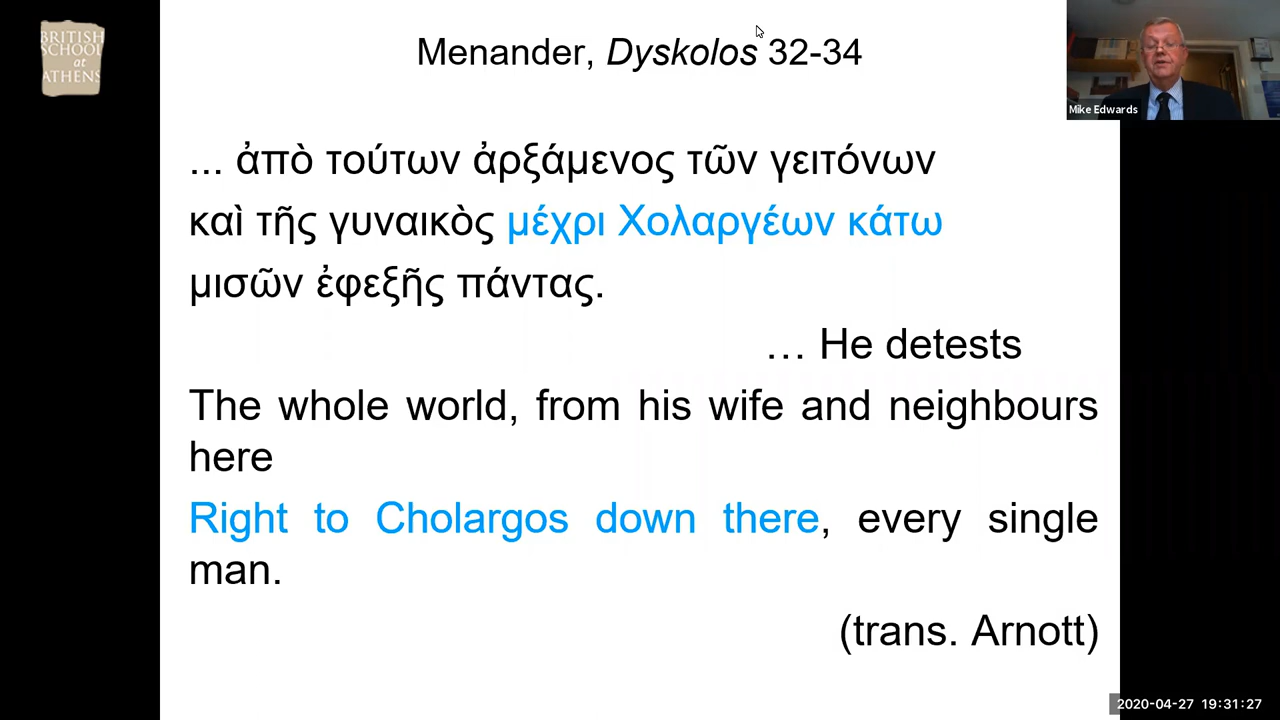 BRITISH
SCHOOL
at
ATHENS
Menander, Dyskolos 32-34
Mike Edwards
... ἀπὸ τούτων ἀρξάμενος τῶν γειτόνων
καὶ τῆς γυναικὸς μέχρι Χολαργέων κάτω
μισῶν ἐφεξῆς πάντας.
… He detests
The whole world, from his wife and neighbours
here
Right to Cholargos down there, every single
man.
(trans. Arnott)
2020-04-27 19:31:27